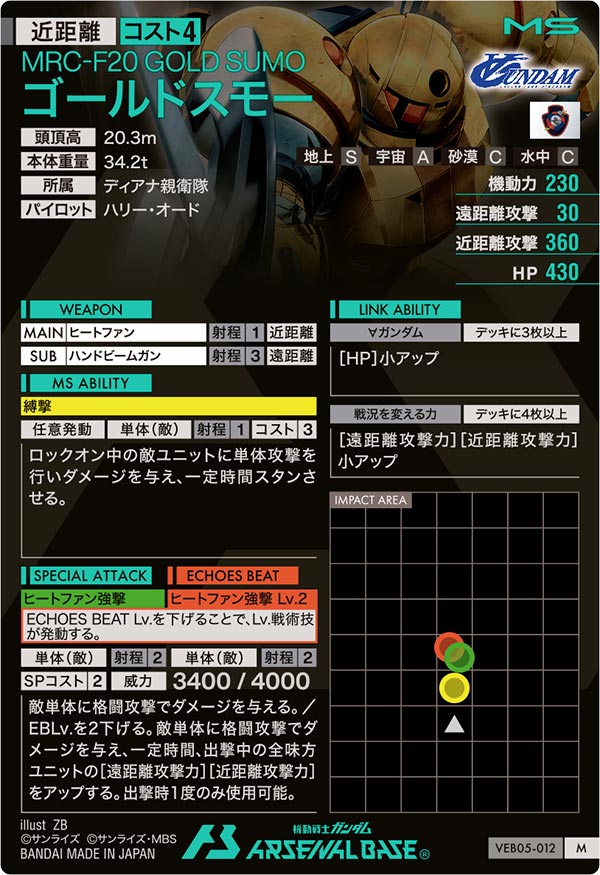 近距離 コスト4
MS
MRC-F20 GOLD SUMO
ゴールドスモー
∀GUNDAM
頭頂高 20.3m
本体重量 34.2t
所属 ディアナ親衛隊
パイロット ハリー・オード
地上 S 宇宙 A 砂漠 C 水中 C
機動力 230
遠距離攻撃 30
近距離攻撃 360
HP 430
WEAPON
MAIN ヒートファン 射程 1 近距離
SUB ハンドビームガン 射程 3 遠距離
MS ABILITY
縛撃
任意発動 単体(敵) 射程 1 コスト 3
ロックオン中の敵ユニットに単体攻撃を
行いダメージを与え、一定時間スタンさ
せる。
LINK ABILITY
∀ガンダム デッキに3枚以上
[HP]小アップ
戦況を変える力 デッキに4枚以上
[遠距離攻撃力][近距離攻撃力]
小アップ
IMPACT AREA
SPECIAL ATTACK ECHOES BEAT
ヒートファン強撃 ヒートファン強撃 Lv.2
ECHOES BEAT Lv.を下げることで、Lv.戦術技
が発動する。
単体(敵) 射程 2 単体(敵) 射程 2
SPコスト 2 威力 3400 / 4000
敵単体に格闘攻撃でダメージを与える。／
EBLv.を2下げる。敵単体に格闘攻撃でダ
メージを与え、一定時間、出撃中の全味方
ユニットの[遠距離攻撃力][近距離攻撃力]
をアップする。出撃時1度のみ使用可能。
illust ZB
©サンライズ ©サンライズ・MBS
BANDAI MADE IN JAPAN
機動戦士ガンダム
AB ARSENAL BASE®
VEB05-012 M